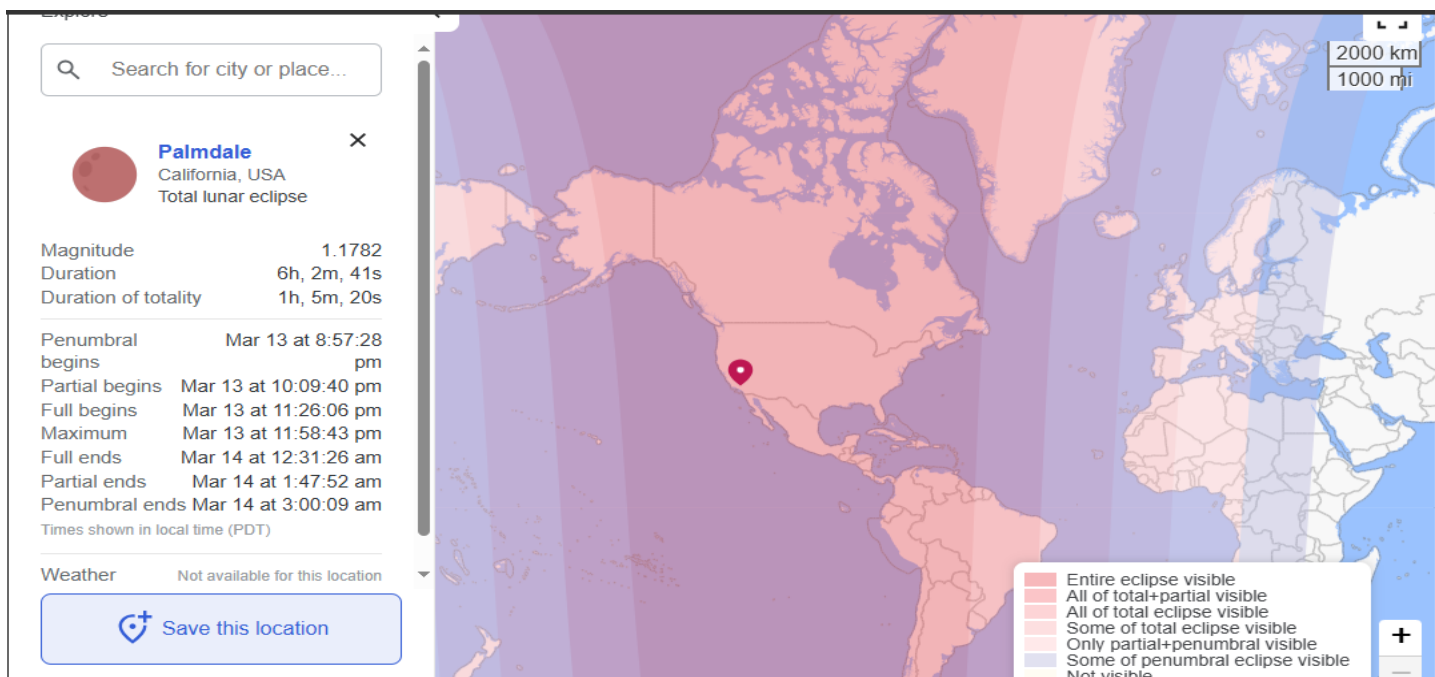 Explore
Search for city or place...
Palmdale
California, USA
Total lunar eclipse
Magnitude 1.1782
Duration 6h, 2m, 41s
Duration of totality 1h, 5m, 20s
Penumbral begins Mar 13 at 8:57:28 pm
Partial begins Mar 13 at 10:09:40 pm
Full begins Mar 13 at 11:26:06 pm
Maximum Mar 13 at 11:58:43 pm
Full ends Mar 14 at 12:31:26 am
Partial ends Mar 14 at 1:47:52 am
Penumbral ends Mar 14 at 3:00:09 am
Times shown in local time (PDT)
Weather Not available for this location
Save this location
2000 km
1000 mi
Entire eclipse visible
All of total+partial visible
All of total eclipse visible
Some of total eclipse visible
Only partial+penumbral visible
Some of penumbral eclipse visible
Not visible